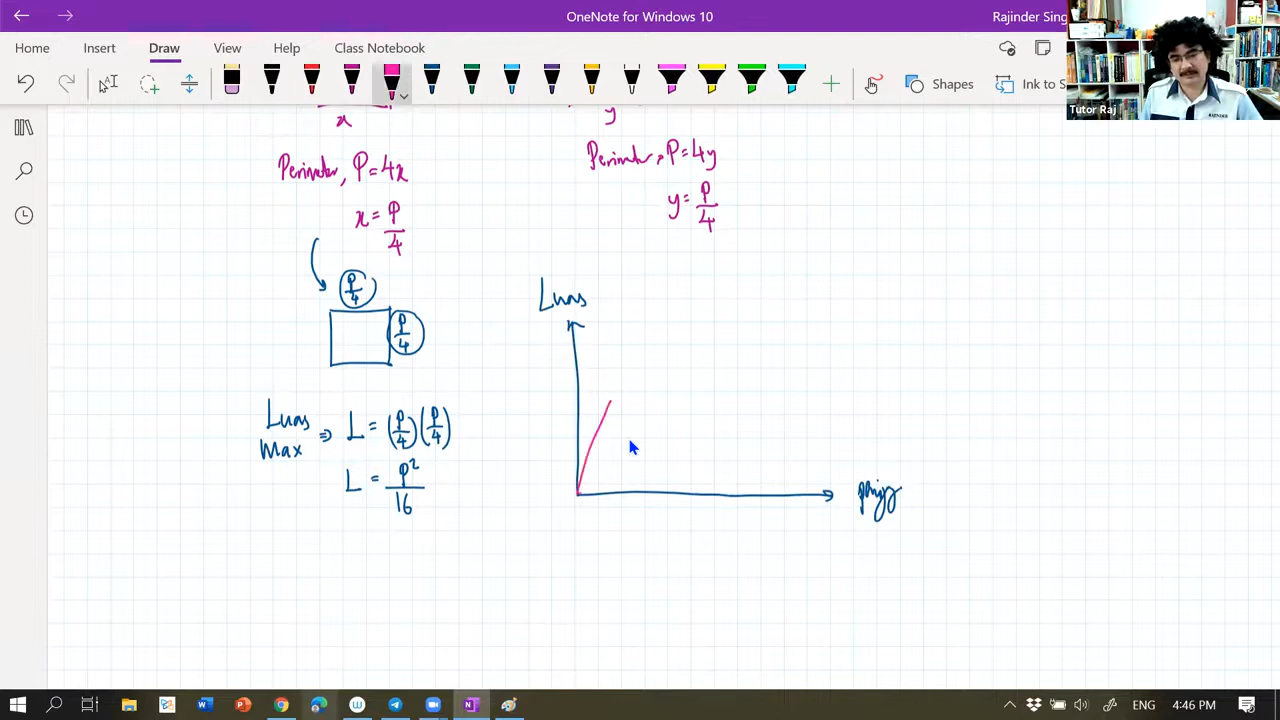 OneNote for Windows 10
Rajinder Sing
Home Insert Draw View Help Class Notebook
Shapes
Ink to S
Tutor Raj
RAJINDER
x
y
Perimeter, P = 4x
Perimeter, P = 4y
x = P/4
y = P/4
P/4
P/4
Luas
Luas Max ⇒ L = (P/4)(P/4)
L = P²/16
ENG
4:46 PM